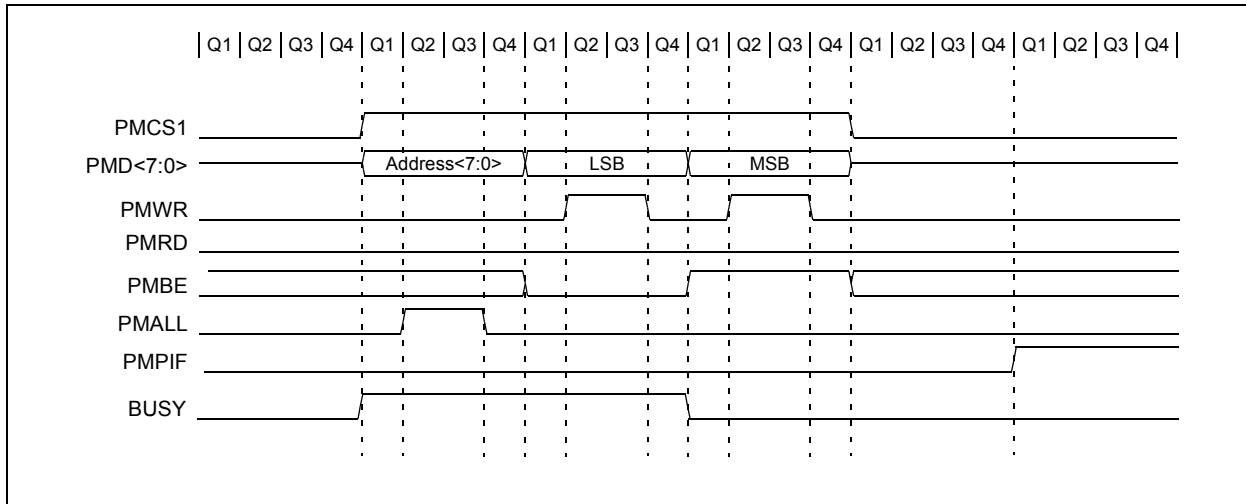 Q1 Q2 Q3 Q4 Q1 Q2 Q3 Q4 Q1 Q2 Q3 Q4 Q1 Q2 Q3 Q4 Q1 Q2 Q3 Q4 Q1 Q2 Q3 Q4
PMCS1
PMD<7:0> Address<7:0> LSB MSB
PMWR
PMRD
PMBE
PMALL
PMPIF
BUSY